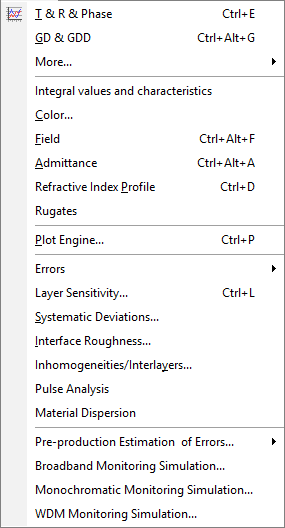 T & R & Phase Ctrl+E
GD & GDD Ctrl+Alt+G
More...
Integral values and characteristics
Color...
Field Ctrl+Alt+F
Admittance Ctrl+Alt+A
Refractive Index Profile Ctrl+D
Rugates
Plot Engine... Ctrl+P
Errors
Layer Sensitivity... Ctrl+L
Systematic Deviations...
Interface Roughness...
Inhomogeneities/Interlayers...
Pulse Analysis
Material Dispersion
Pre-production Estimation of Errors...
Broadband Monitoring Simulation...
Monochromatic Monitoring Simulation...
WDM Monitoring Simulation...